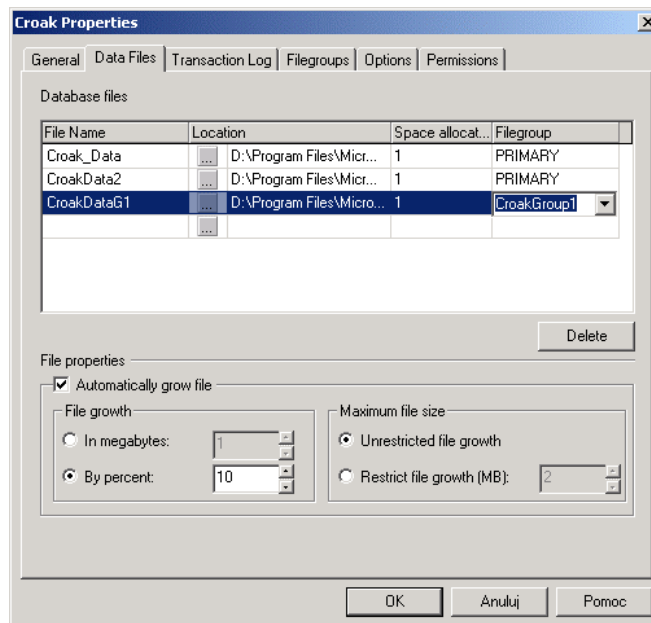 Croak Properties
General Data Files Transaction Log Filegroups Options Permissions
Database files
File Name Location Space allocat... Filegroup
Croak_Data ... D:\Program Files\Micr... 1 PRIMARY
CroakData2 ... D:\Program Files\Micr... 1 PRIMARY
CroakDataG1 ... D:\Program Files\Micro... 1 CroakGroup1
...
Delete
File properties
Automatically grow file
File growth Maximum file size
In megabytes: 1 Unrestricted file growth
By percent: 10 Restrict file growth (MB): 2
OK Anuluj Pomoc